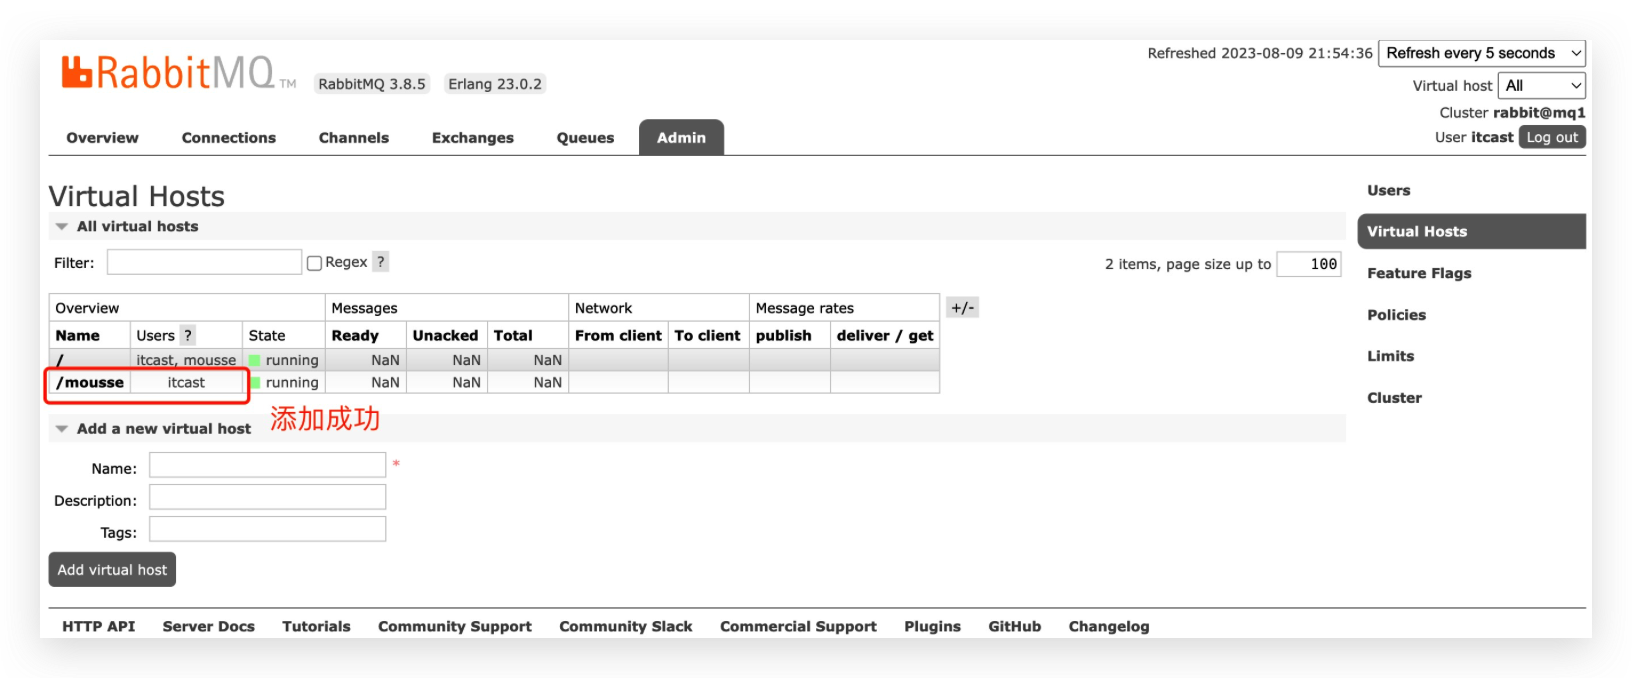 Refreshed 2023-08-09 21:54:36 Refresh every 5 seconds
RabbitMQ TM RabbitMQ 3.8.5 Erlang 23.0.2
Virtual host All
Cluster rabbit@mq1
User itcast Log out
Overview Connections Channels Exchanges Queues Admin
Virtual Hosts
All virtual hosts
Filter: Regex ? 2 items, page size up to 100
Overview Messages Network Message rates +/-
Name Users ? State Ready Unacked Total From client To client publish deliver / get
/ itcast, mousse running NaN NaN NaN
/mousse itcast running NaN NaN NaN
添加成功
Add a new virtual host
Name: *
Description:
Tags:
Add virtual host
Users
Virtual Hosts
Feature Flags
Policies
Limits
Cluster
HTTP API Server Docs Tutorials Community Support Community Slack Commercial Support Plugins GitHub Changelog